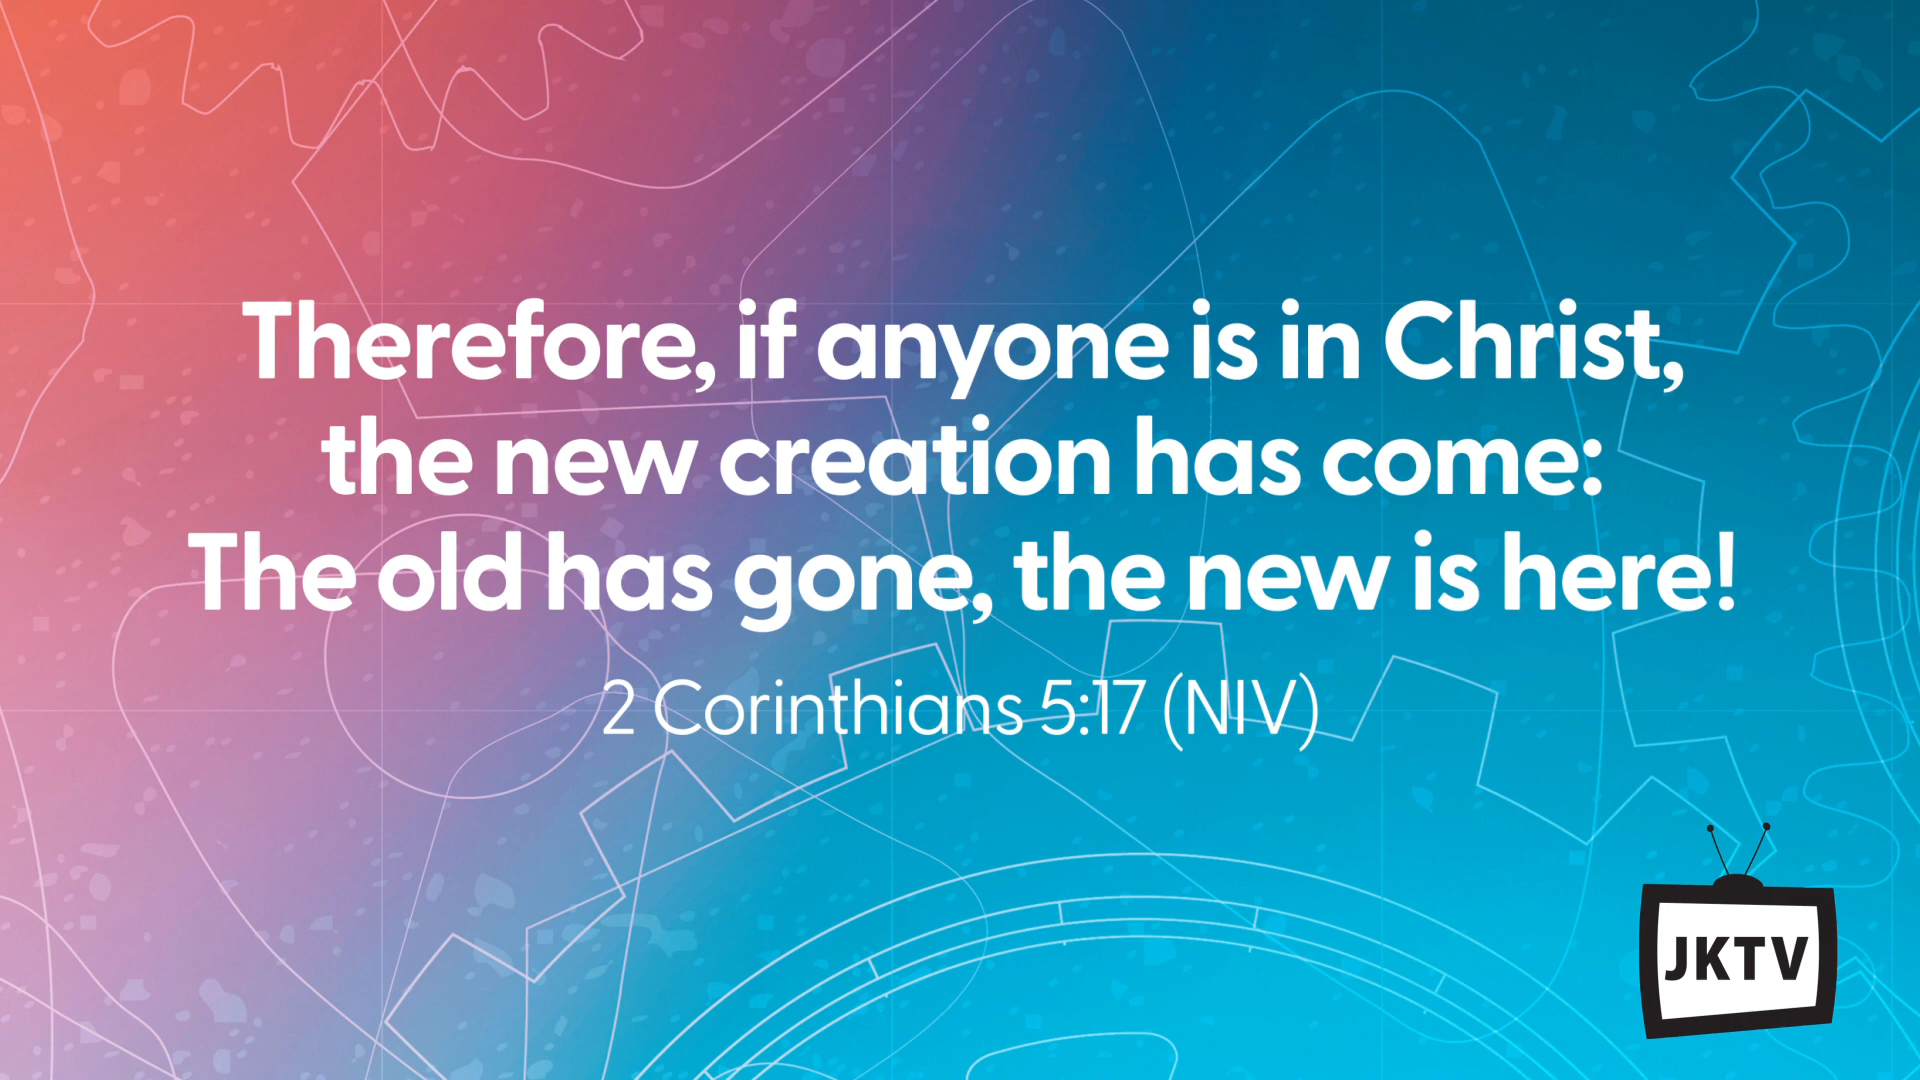 Therefore, if anyone is in Christ,
the new creation has come:
The old has gone, the new is here!
2 Corinthians 5:17 (NIV)
JKTV